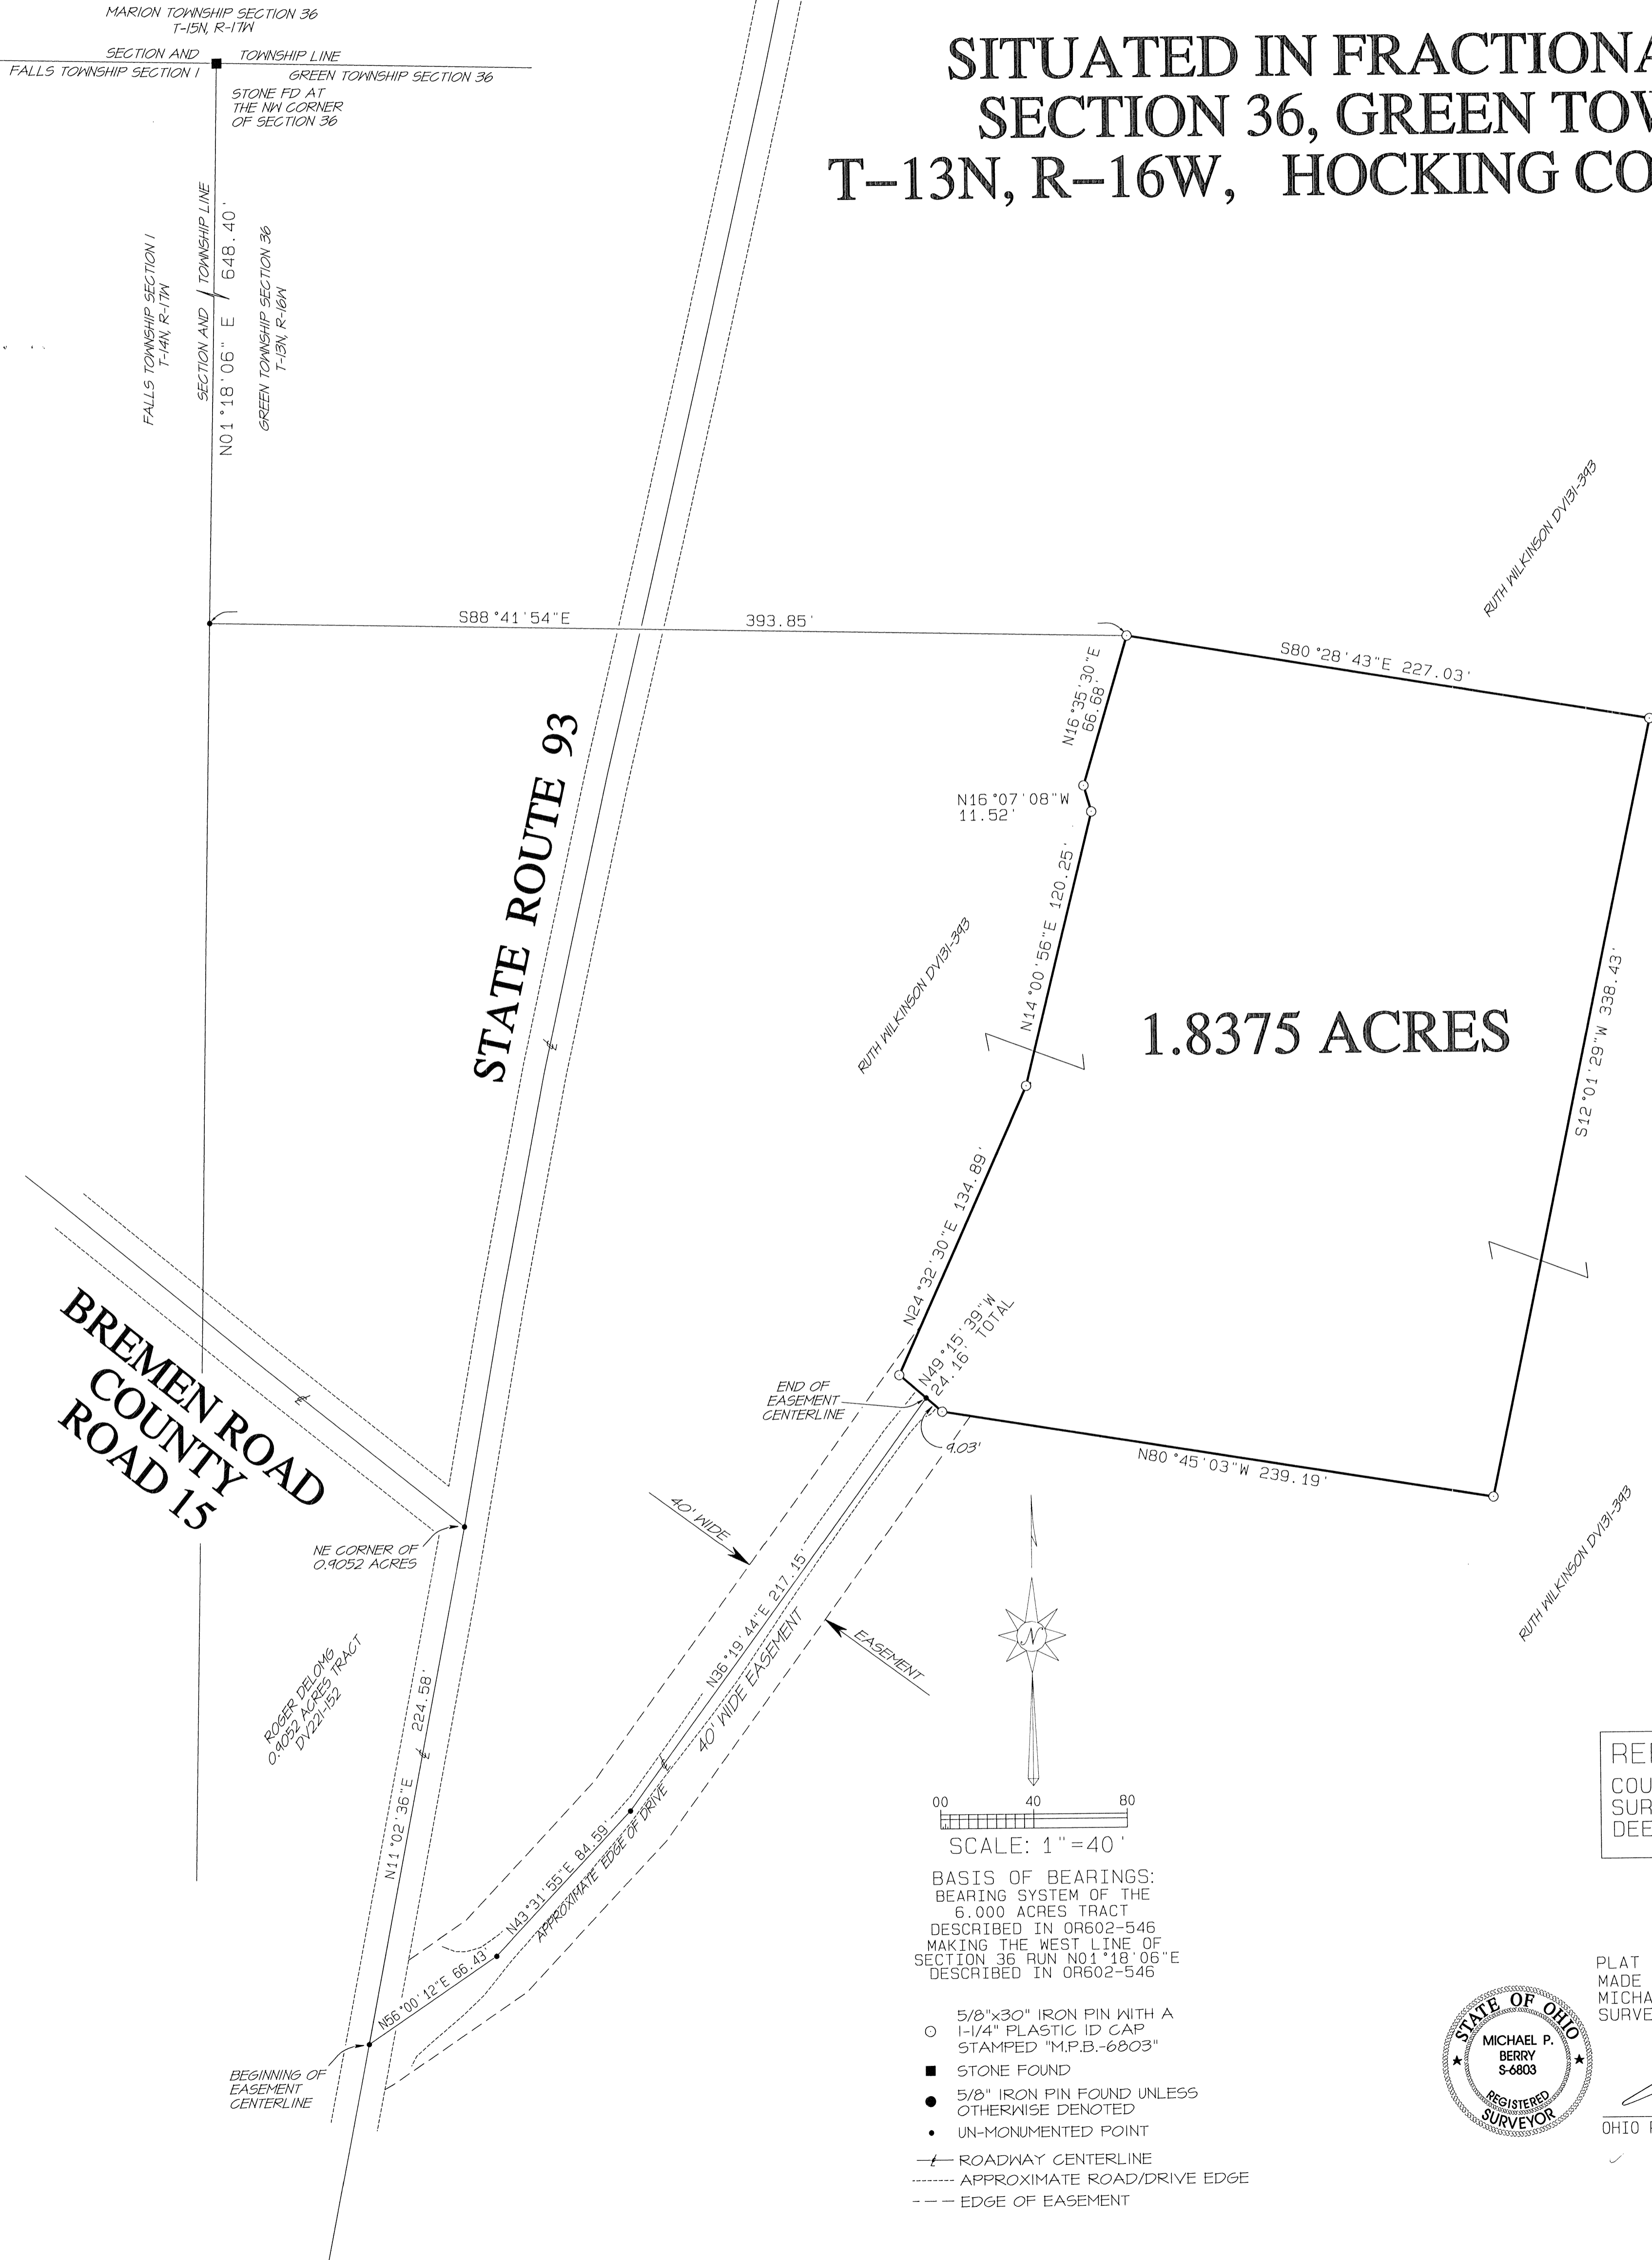 MARION TOWNSHIP SECTION 36
T-15N, R-17W
SECTION AND TOWNSHIP LINE
FALLS TOWNSHIP SECTION 1
GREEN TOWNSHIP SECTION 36
STONE FD AT
THE NW CORNER
OF SECTION 36
SITUATED IN FRACTIONA
SECTION 36, GREEN TOW
T-13N, R-16W, HOCKING CO
FALLS TOWNSHIP SECTION 1
T-14N, R-17W
SECTION AND TOWNSHIP LINE
N01°18'06" E 648.40'
GREEN TOWNSHIP SECTION 36
T-13N, R-16W
RUTH WILKINSON DV131-393
S88°41'54"E 393.85'
S80°28'43"E 227.03'
N16°35'30"E
66.68'
N16°07'08"W
11.52'
STATE ROUTE 93
N14°00'56"E 120.25'
RUTH WILKINSON DV131-393
1.8375 ACRES
S12°01'29"W 338.43'
N24°32'30"E 134.89'
N49°15'39"W
24.16' TOTAL
END OF
EASEMENT
CENTERLINE
9.03'
N80°45'03"W 239.19'
BREMEN ROAD
COUNTY
ROAD 15
NE CORNER OF
0.9052 ACRES
40' WIDE
EASEMENT
N36°19'44"E 217.15'
40' WIDE EASEMENT
RUTH WILKINSON DV131-393
ROGER DELOMG
0.9052 ACRES TRACT
DV221-152
N11°02'36"E 224.58'
N43°31'55"E 84.59'
APPROXIMATE EDGE OF DRIVE
N56°00'12"E 66.43'
BEGINNING OF
EASEMENT
CENTERLINE
N
00 40 80
SCALE: 1"=40'
BASIS OF BEARINGS:
BEARING SYSTEM OF THE
6.000 ACRES TRACT
DESCRIBED IN OR602-546
MAKING THE WEST LINE OF
SECTION 36 RUN N01°18'06"E
DESCRIBED IN OR602-546
5/8"x30" IRON PIN WITH A
1-1/4" PLASTIC ID CAP
STAMPED "M.P.B.-6803"
STONE FOUND
5/8" IRON PIN FOUND UNLESS
OTHERWISE DENOTED
UN-MONUMENTED POINT
ROADWAY CENTERLINE
APPROXIMATE ROAD/DRIVE EDGE
EDGE OF EASEMENT
COU
SUR
DEE
PLAT
MADE
MICHA
SURVE
STATE OF OHIO
MICHAEL P.
BERRY
S-6803
REGISTERED
SURVEYOR
OHIO